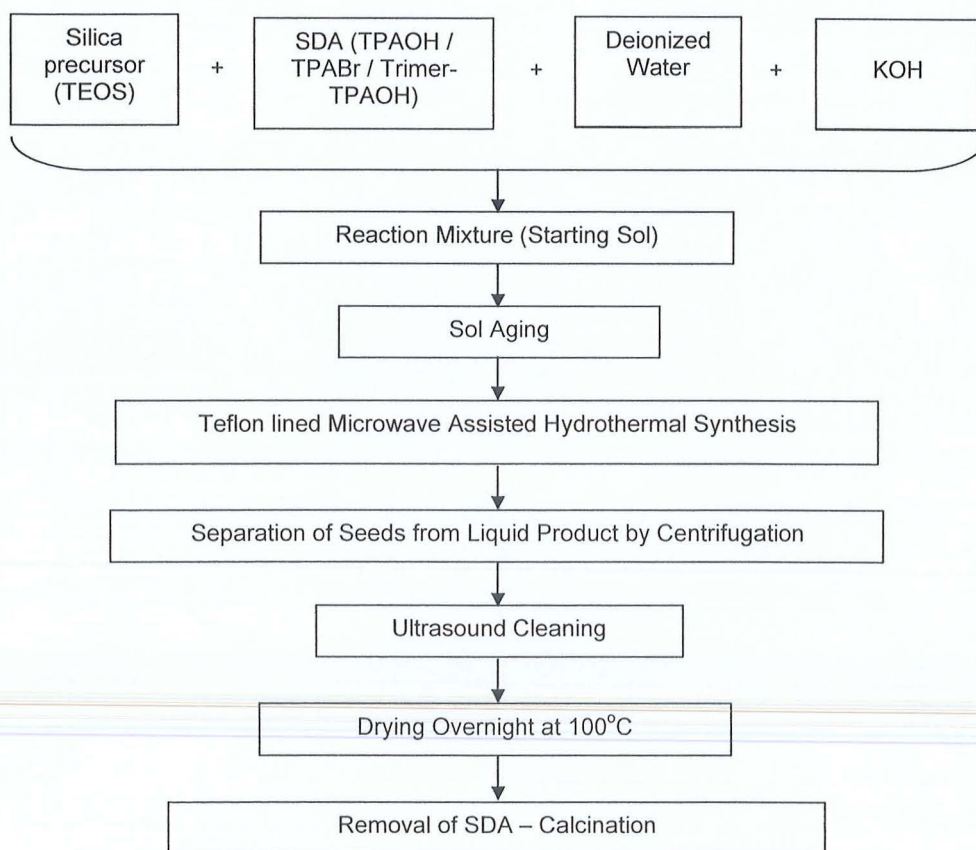 Silica
precursor
(TEOS)
+
SDA (TPAOH /
TPABr / Trimer-
TPAOH)
+
Deionized
Water
+
KOH
Reaction Mixture (Starting Sol)
Sol Aging
Teflon lined Microwave Assisted Hydrothermal Synthesis
Separation of Seeds from Liquid Product by Centrifugation
Ultrasound Cleaning
Drying Overnight at 100°C
Removal of SDA – Calcination